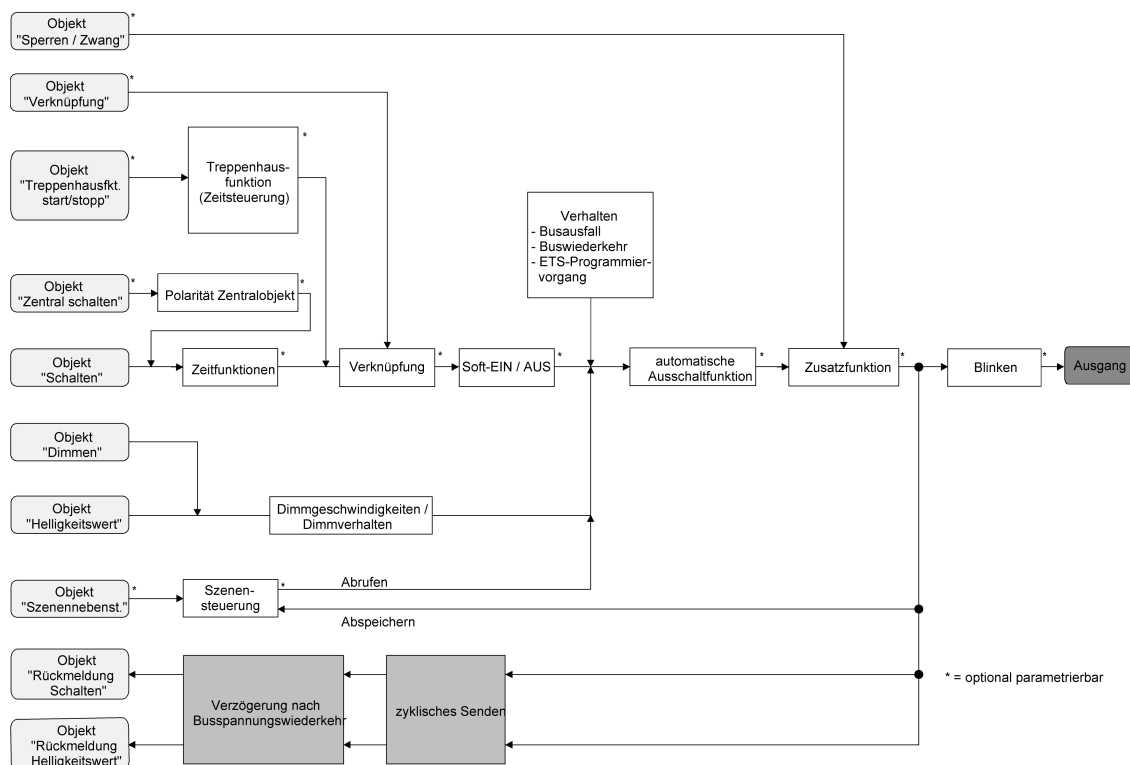 Objekt
"Sperren / Zwang"
*
Objekt
"Verknüpfung"
*
Objekt
"Treppenhausfkt.
start/stopp"
*
Treppenhaus-
funktion
(Zeitsteuerung)
*
Verhalten
- Busausfall
- Buswiederkehr
- ETS-Programmier-
vorgang
Objekt
"Zentral schalten"
*
Polarität Zentralobjekt
*
Objekt
"Schalten"
Zeitfunktionen
*
Verknüpfung
*
Soft-EIN / AUS
*
automatische
Ausschaltfunktion
*
Zusatzfunktion
*
Blinken
*
Ausgang
Objekt
"Dimmen"
Objekt
"Helligkeitswert"
Dimmgeschwindigkeiten /
Dimmverhalten
Objekt
"Szenennebenst."
*
Szenen-
steuerung
*
Abrufen
Abspeichern
Objekt
"Rückmeldung
Schalten"
Verzögerung nach
Busspannungswiederkehr
zyklisches Senden
* = optional parametrierbar
Objekt
"Rückmeldung
Helligkeitswert"